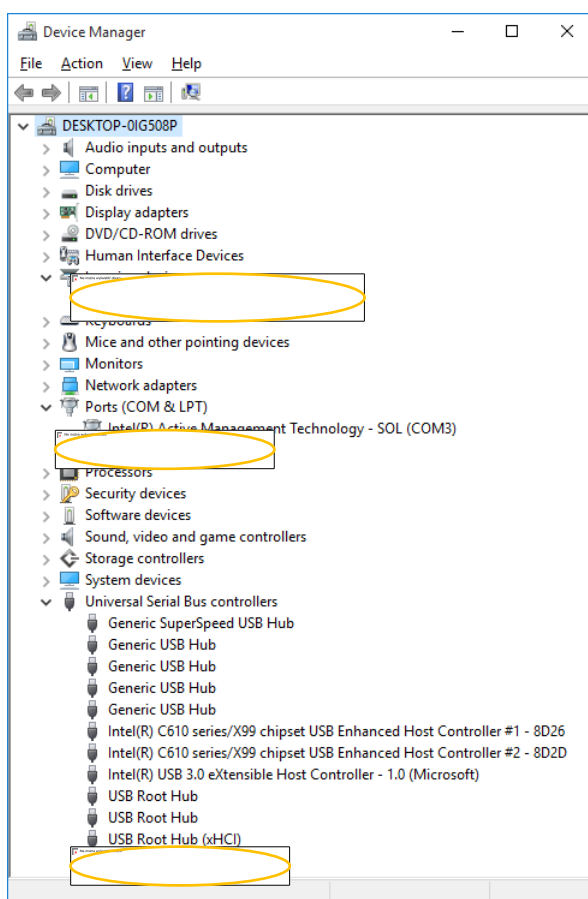 Device Manager
File Action View Help
DESKTOP-0IG508P
Audio inputs and outputs
Computer
Disk drives
Display adapters
DVD/CD-ROM drives
Human Interface Devices
Keyboards
Mice and other pointing devices
Monitors
Network adapters
Ports (COM & LPT)
Intel(R) Active Management Technology - SOL (COM3)
Processors
Security devices
Software devices
Sound, video and game controllers
Storage controllers
System devices
Universal Serial Bus controllers
Generic SuperSpeed USB Hub
Generic USB Hub
Generic USB Hub
Generic USB Hub
Generic USB Hub
Intel(R) C610 series/X99 chipset USB Enhanced Host Controller #1 - 8D26
Intel(R) C610 series/X99 chipset USB Enhanced Host Controller #2 - 8D2D
Intel(R) USB 3.0 eXtensible Host Controller - 1.0 (Microsoft)
USB Root Hub
USB Root Hub
USB Root Hub (xHCI)